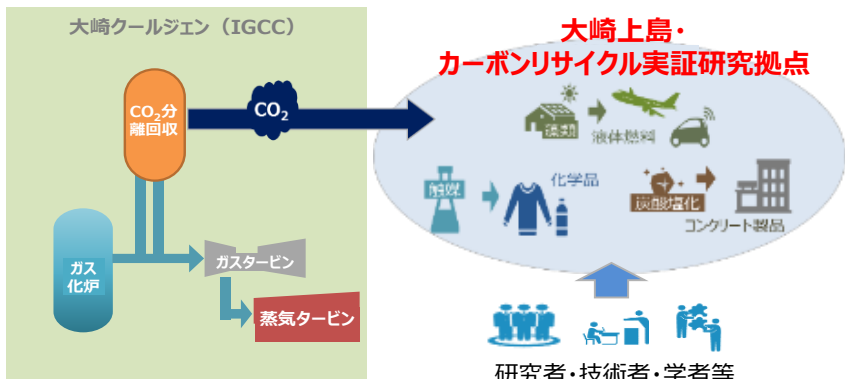 大崎クールジェン（IGCC）
CO2分
離回収
CO2
ガス
化炉
ガスタービン
蒸気タービン
大崎上島・
カーボンリサイクル実証研究拠点
藻類
液体燃料
触媒
化学品
炭酸塩化
コンクリート製品
研究者・技術者・学者等